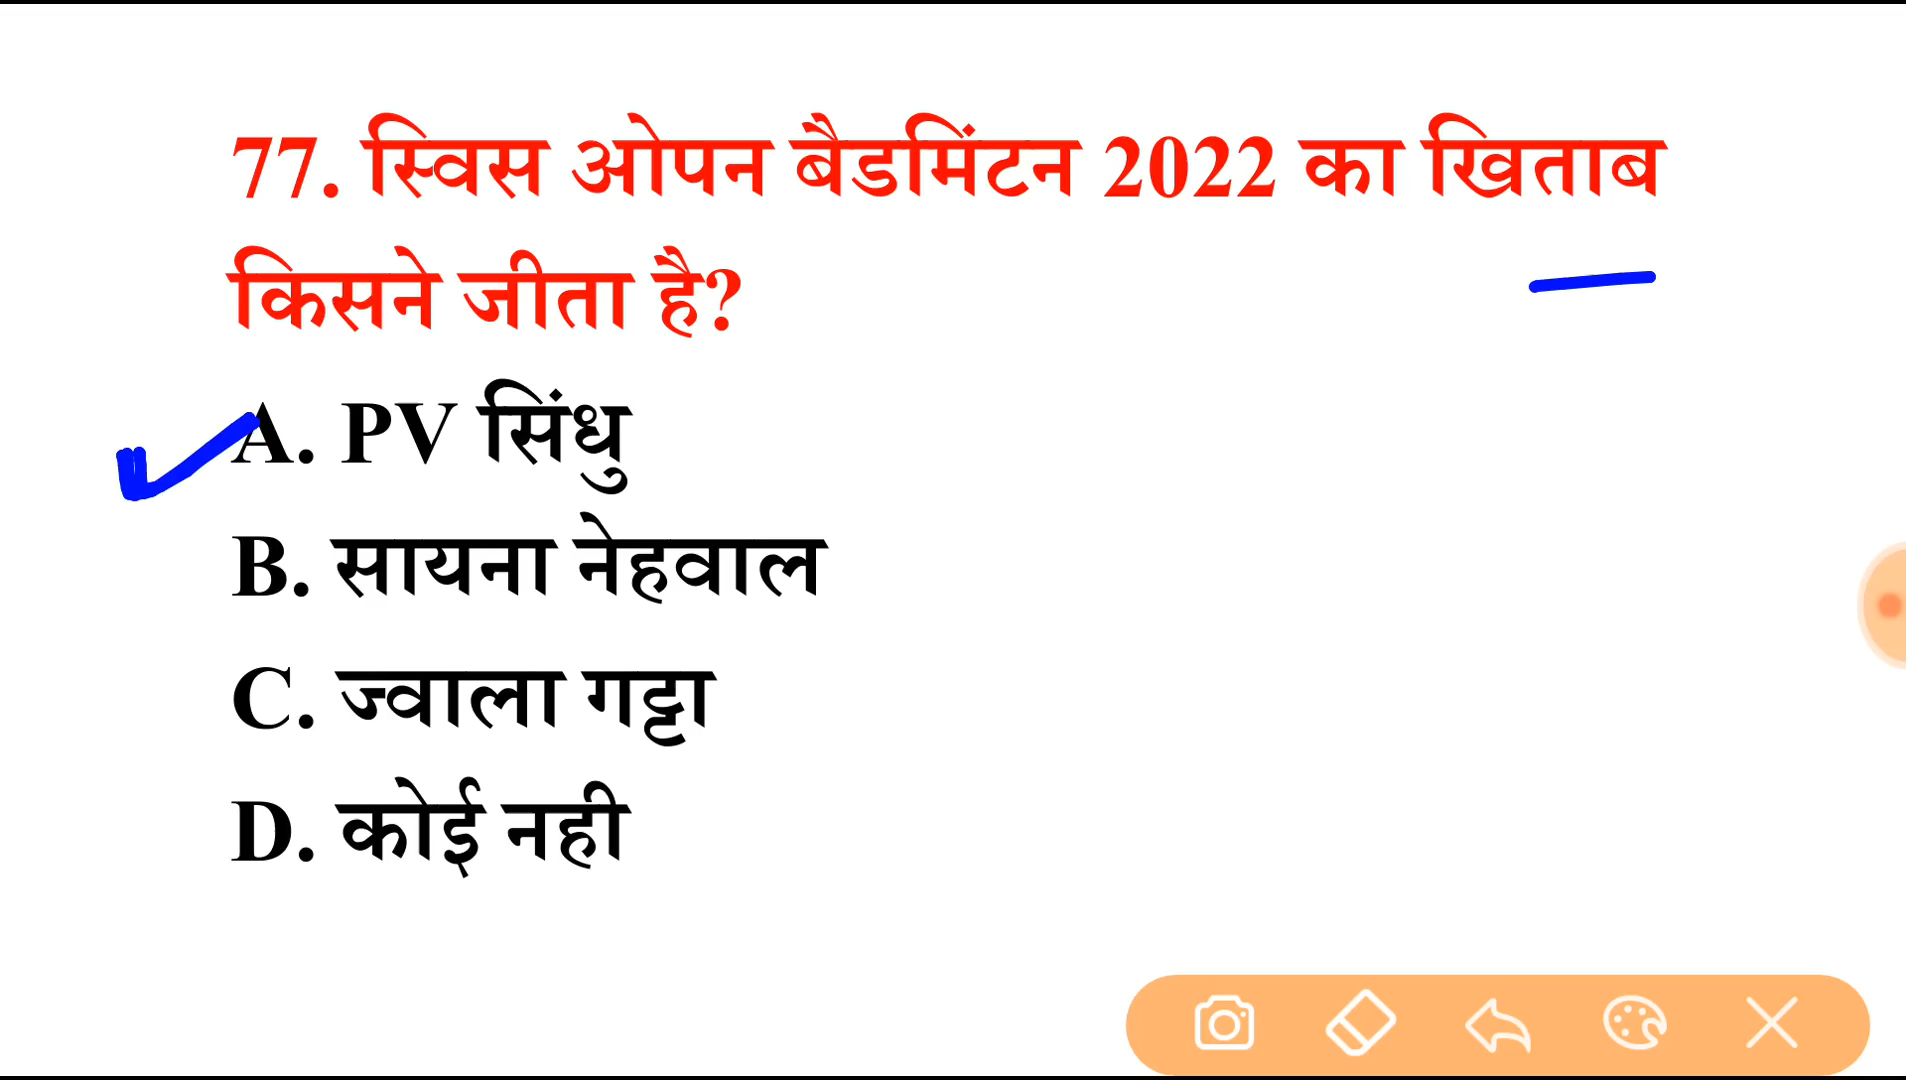 77. स्विस ओपन बैडमिंटन 2022 का खिताब
किसने जीता है?
A. PV सिंधु
B. सायना नेहवाल
C. ज्वाला गट्टा
D. कोई नही